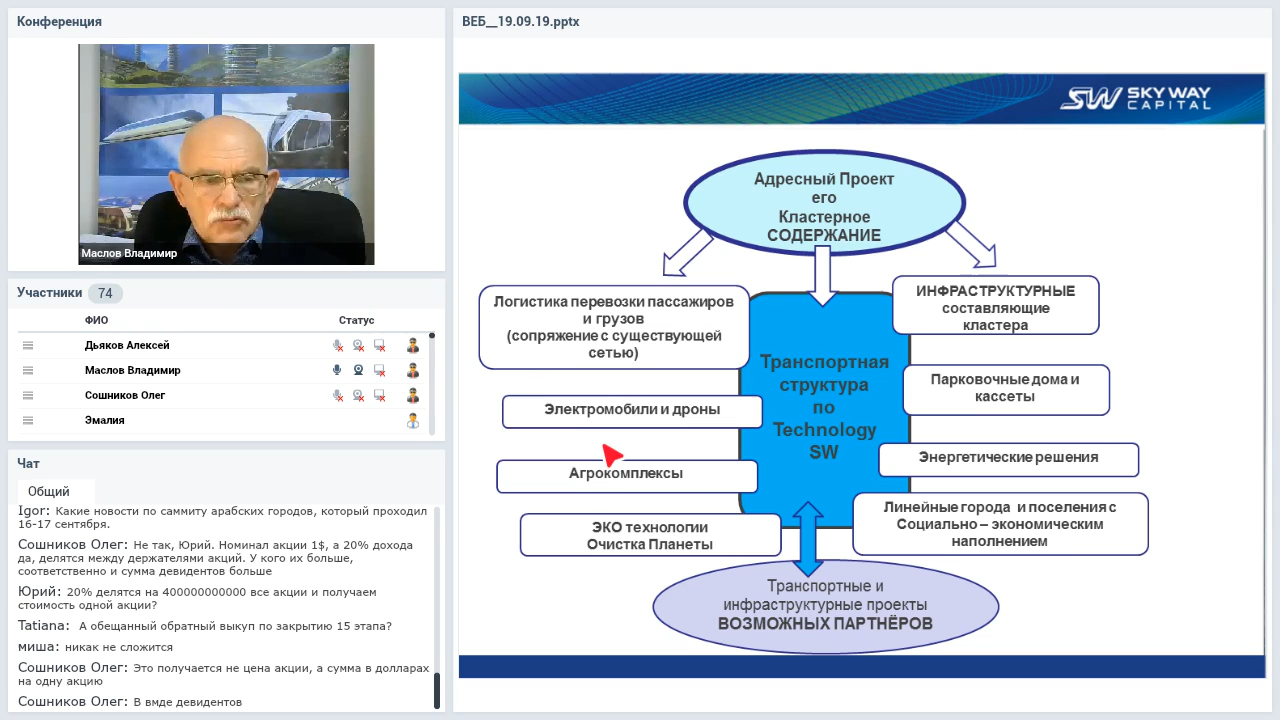 Конференция
Маслов Владимир
Участники 74
ФИО Статус
Дьяков Алексей
Маслов Владимир
Сошников Олег
Эмалия
Чат
Общий
Igor: Какие новости по саммиту арабских городов, который проходил
16-17 сентября.
Сошников Олег: Не так, Юрий. Номинал акции 1$, а 20% дохода
да, делятся между держателями акций. У кого их больше,
соответственно и сумма девидентов больше
Юрий: 20% делятся на 400000000000 все акции и получаем
стоимость одной акции?
Tatiana: А обещанный обратный выкуп по закрытию 15 этапа?
миша: никак не сложится
Сошников Олег: Это получается не цена акции, а сумма в долларах
на одну акцию
Сошников Олег: В вмде девидентов
ВЕБ__19.09.19.pptx
SW SKY WAY
CAPITAL
Адресный Проект
его
Кластерное
СОДЕРЖАНИЕ
Логистика перевозки пассажиров
и грузов
(сопряжение с существующей
сетью)
Электромобили и дроны
Агрокомплексы
ЭКО технологии
Очистка Планеты
Транспортная
структура
по
Technology
SW
ИНФРАСТРУКТУРНЫЕ
составляющие
кластера
Парковочные дома и
кассеты
Энергетические решения
Линейные города и поселения с
Социально – экономическим
наполнением
Транспортные и
инфраструктурные проекты
ВОЗМОЖНЫХ ПАРТНЁРОВ